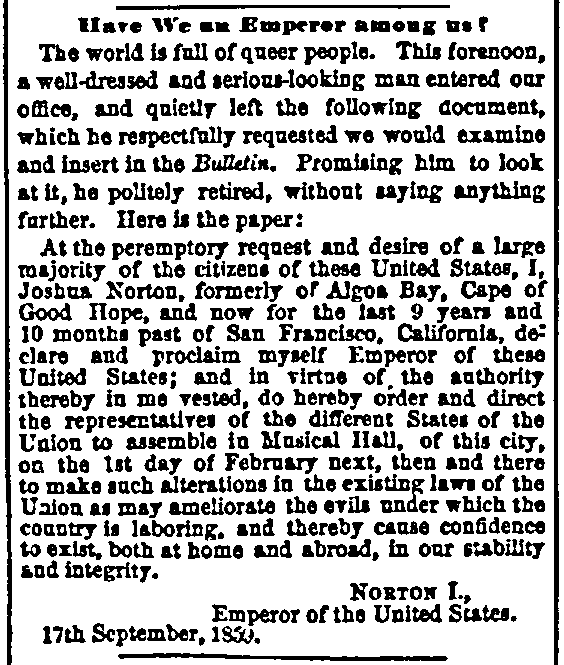 Have We an Emperor among us?
The world is full of queer people. This forenoon,
a well-dressed and serious-looking man entered our
office, and quietly left the following document,
which he respectfully requested we would examine
and insert in the Bulletin. Promising him to look
at it, he politely retired, without saying anything
further. Here is the paper:
At the peremptory request and desire of a large
majority of the citizens of these United States, I,
Joshua Norton, formerly of Algoa Bay, Cape of
Good Hope, and now for the last 9 years and
10 months past of San Francisco, California, de-
clare and proclaim myself Emperor of these
United States; and in virtue of the authority
thereby in me vested, do hereby order and direct
the representatives of the different States of the
Union to assemble in Musical Hall, of this city,
on the 1st day of February next, then and there
to make such alterations in the existing laws of the
Union as may ameliorate the evils under which the
country is laboring, and thereby cause confidence
to exist, both at home and abroad, in our stability
and integrity.
NORTON I.,
Emperor of the United States.
17th September, 1859.